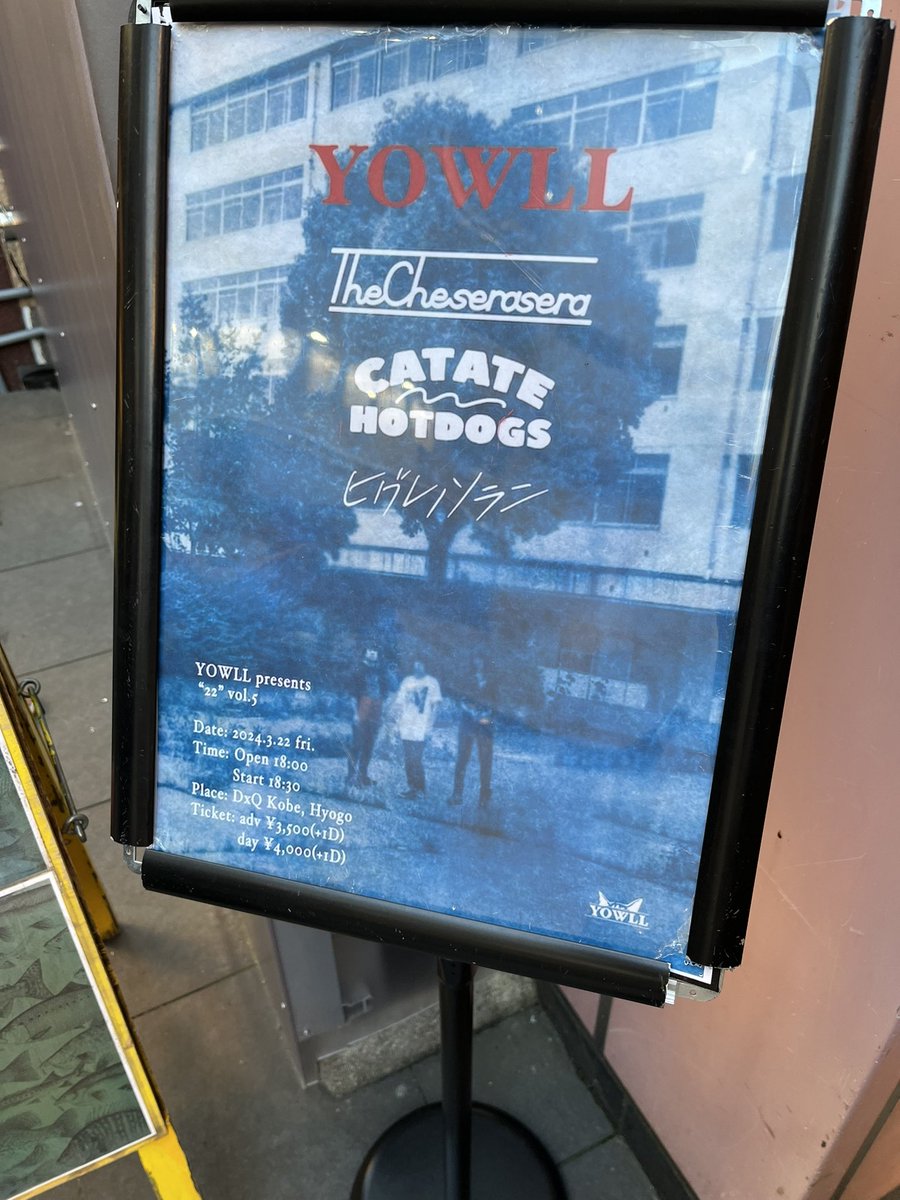 YOWLL
TheCheserasera
CATATE
HOTDOGS
ヒグレノソラン
YOWLL presents
“22” vol.5
Date: 2024.3.22 fri.
Time: Open 18:00
Start 18:30
Place: DxQ Kobe, Hyogo
Ticket: adv ¥3,500(+1D)
day ¥4,000(+1D)
the
YOWLL